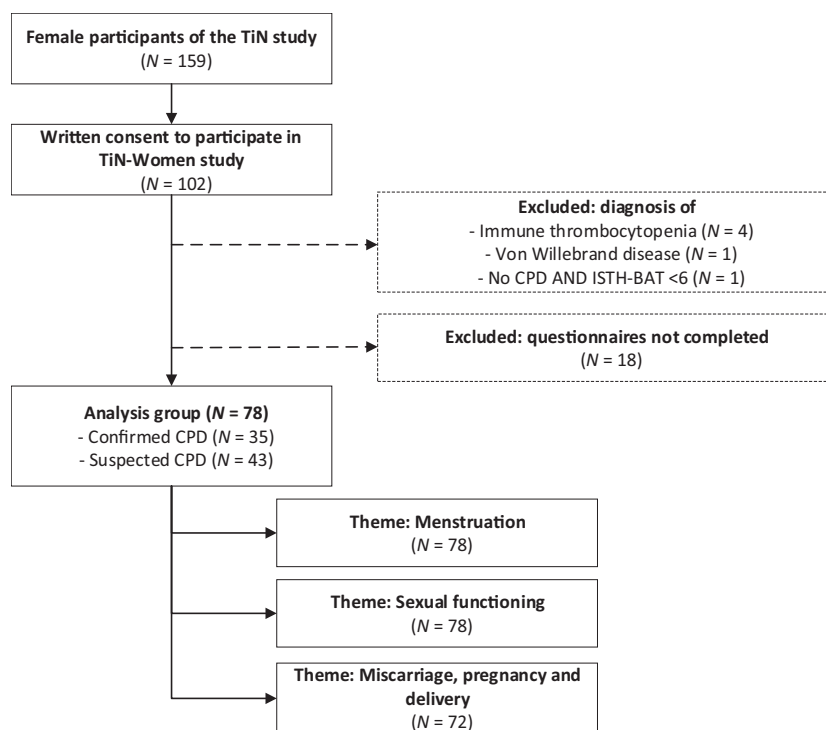 Female participants of the TiN study
(N = 159)
Written consent to participate in
TiN-Women study
(N = 102)
Excluded: diagnosis of
- Immune thrombocytopenia (N = 4)
- Von Willebrand disease (N = 1)
- No CPD AND ISTH-BAT <6 (N = 1)
Excluded: questionnaires not completed
(N = 18)
Analysis group (N = 78)
- Confirmed CPD (N = 35)
- Suspected CPD (N = 43)
Theme: Menstruation
(N = 78)
Theme: Sexual functioning
(N = 78)
Theme: Miscarriage, pregnancy and
delivery
(N = 72)